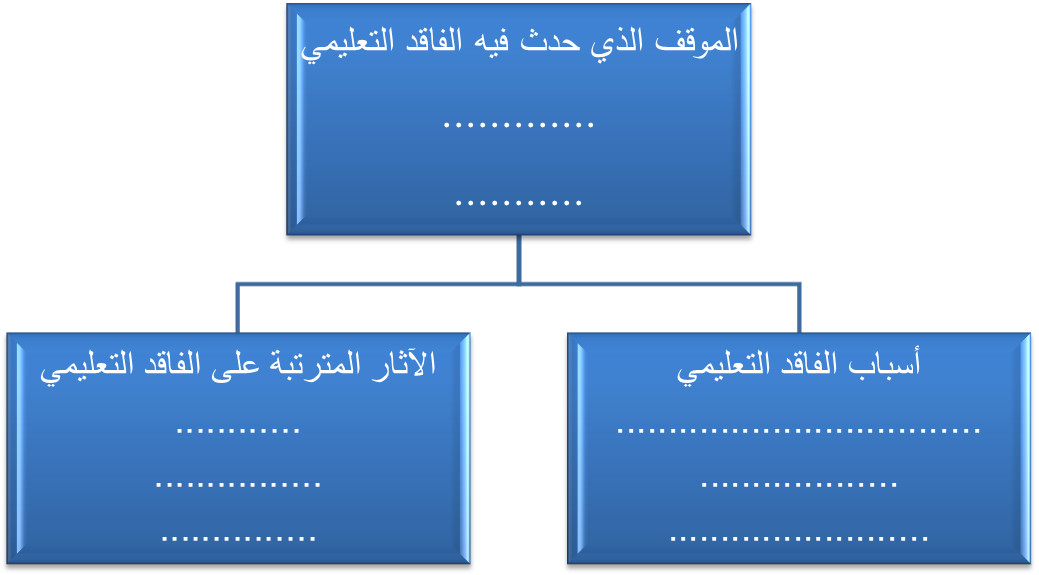 الموقف الذي حدث فيه الفاقد التعليمي
.............
...........
أسباب الفاقد التعليمي
..................................
...................
.........................
الآثار المترتبة على الفاقد التعليمي
............
................
...............